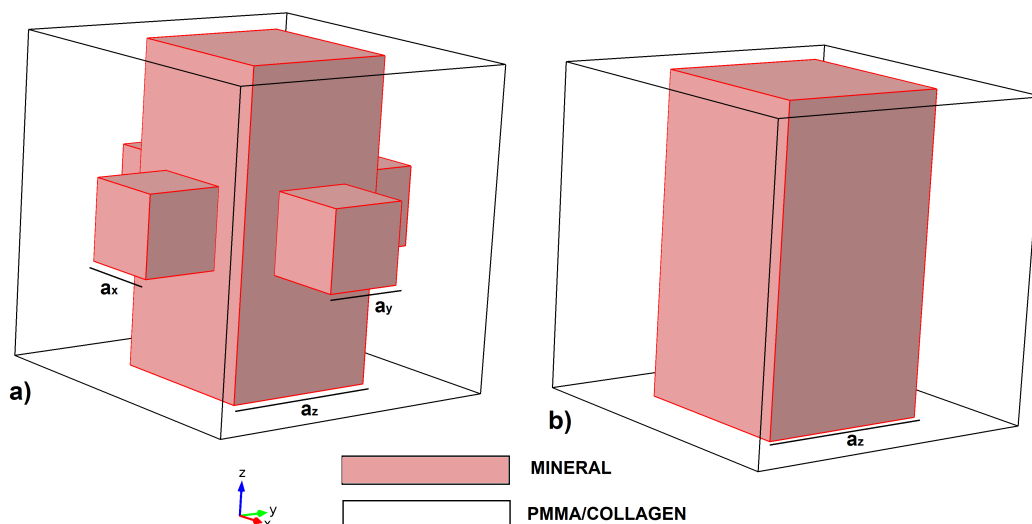 ax
ay
az
a)
az
b)
z
y
x
MINERAL
PMMA/COLLAGEN